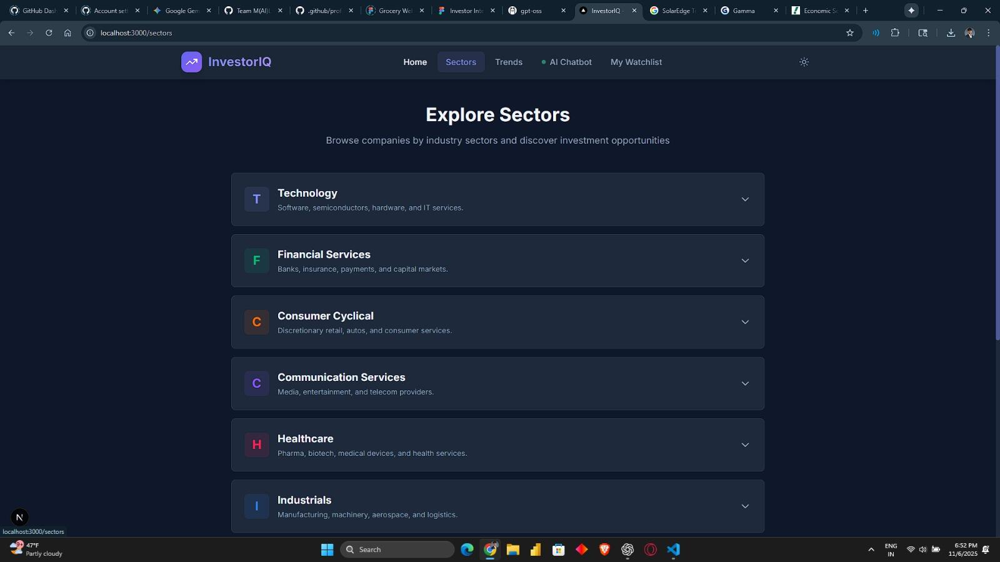 GitHub Das
Account set
Google Gem
Team M(AI)
.github/prof
Grocery Wel
Investor Inte
gpt-oss
InvestorIQ -
SolarEdge T
Gamma
Economic Sc
localhost:3000/sectors
InvestorIQ
Home
Sectors
Trends
AI Chatbot
My Watchlist
Explore Sectors
Browse companies by industry sectors and discover investment opportunities
T
Technology
Software, semiconductors, hardware, and IT services.
F
Financial Services
Banks, insurance, payments, and capital markets.
C
Consumer Cyclical
Discretionary retail, autos, and consumer services.
C
Communication Services
Media, entertainment, and telecom providers.
H
Healthcare
Pharma, biotech, medical devices, and health services.
I
Industrials
Manufacturing, machinery, aerospace, and logistics.
N
localhost:3000/sectors
9+
47°F
Partly cloudy
Search
ENG
IN
6:52 PM
11/6/2025